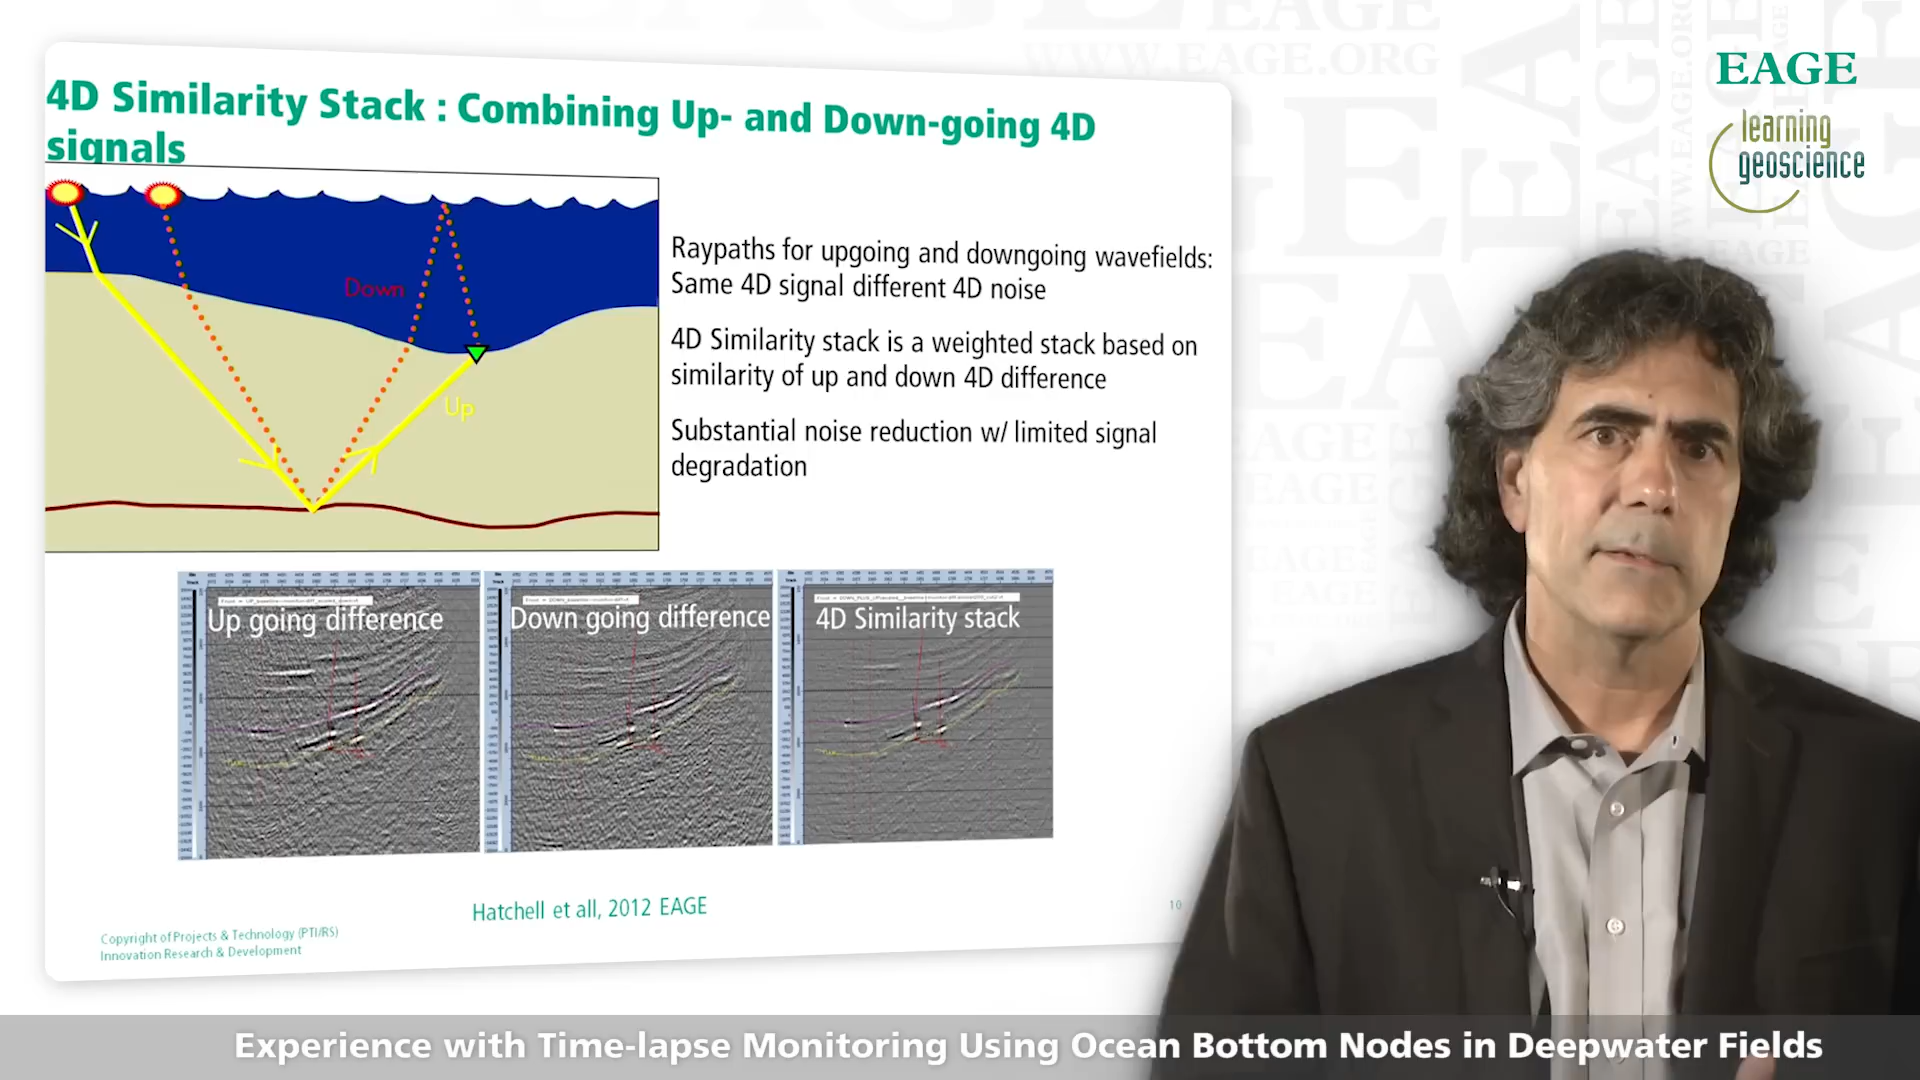 4D Similarity Stack : Combining Up- and Down-going 4D
signals
Down
Up
Raypaths for upgoing and downgoing wavefields:
Same 4D signal different 4D noise
4D Similarity stack is a weighted stack based on
similarity of up and down 4D difference
Substantial noise reduction w/ limited signal
degradation
Up going difference
Down going difference
4D Similarity stack
Hatchell et all, 2012 EAGE
10
Copyright of Projects & Technology (PTI/RS)
Innovation Research & Development
EAGE
learning
geoscience
EAGE
WWW.EAGE.ORG
Experience with Time-lapse Monitoring Using Ocean Bottom Nodes in Deepwater Fields